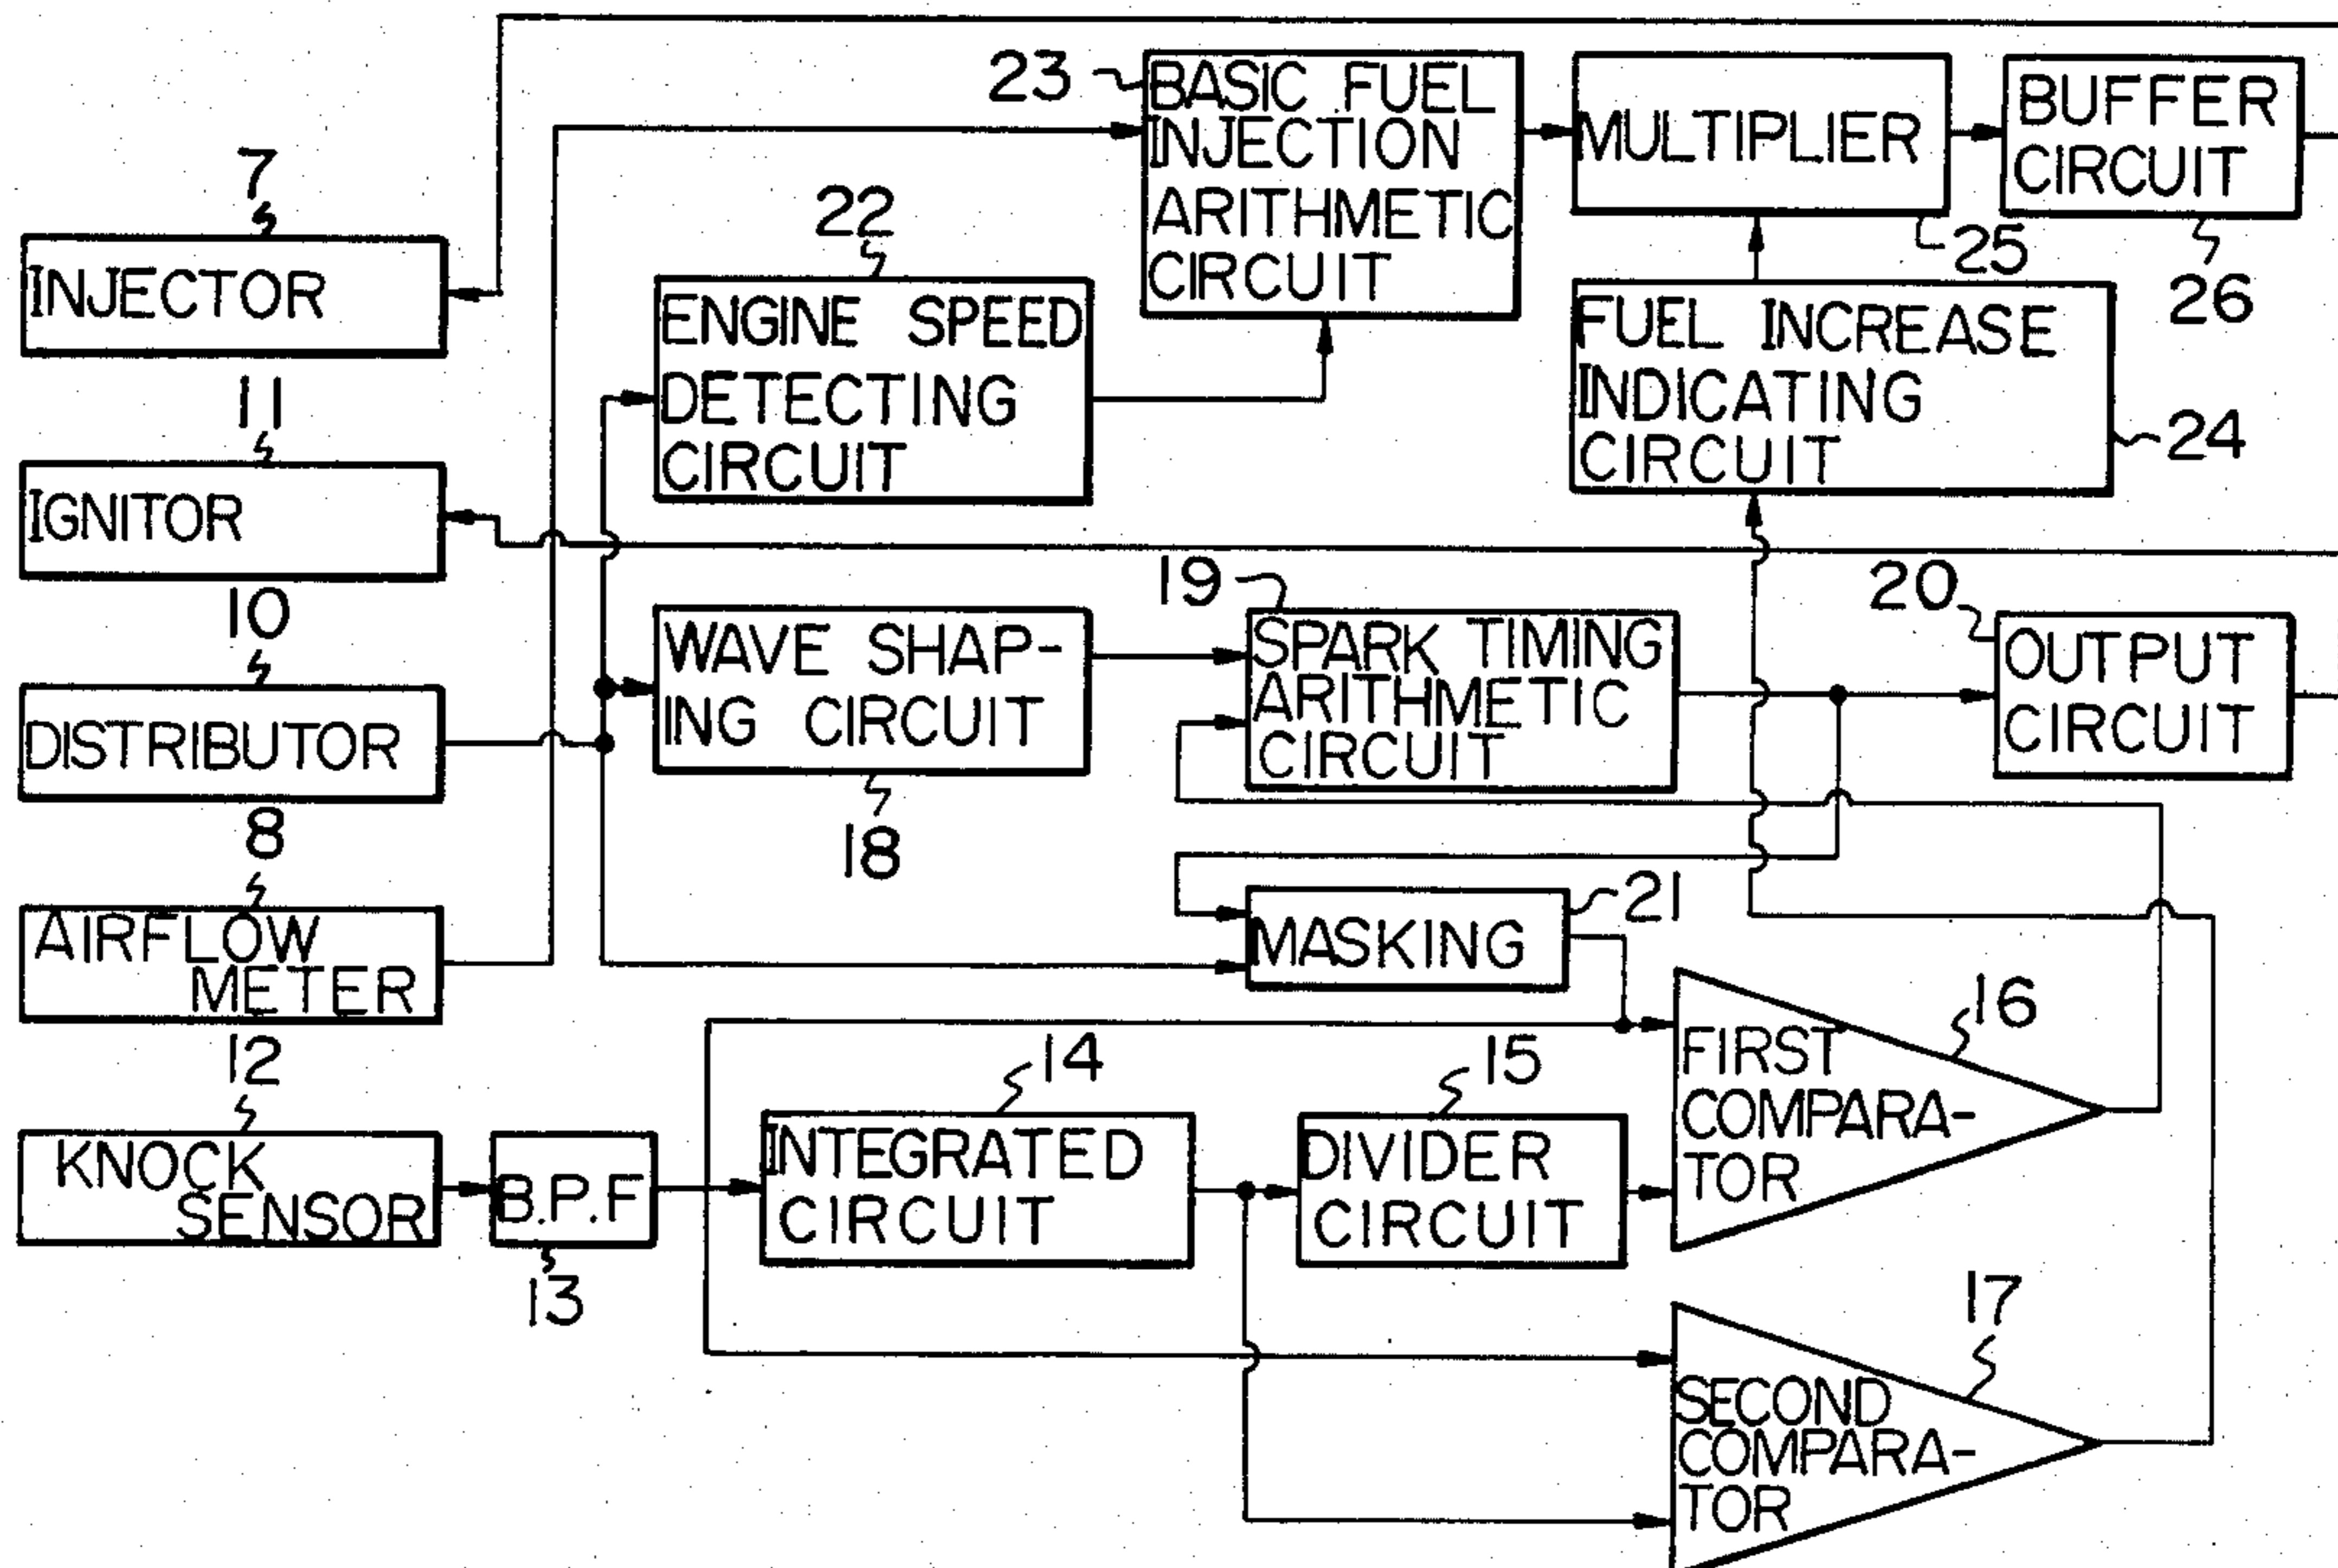 23
BASIC FUEL
INJECTION
ARITHMETIC
CIRCUIT
MULTIPLIER
25
BUFFER
CIRCUIT
26
7
INJECTOR
22
ENGINE SPEED
DETECTING
CIRCUIT
FUEL INCREASE
INDICATING
CIRCUIT
24
11
IGNITOR
10
DISTRIBUTOR
WAVE SHAP-
ING CIRCUIT
18
19
SPARK TIMING
ARITHMETIC
CIRCUIT
20
OUTPUT
CIRCUIT
8
AIRFLOW
METER
MASKING
21
12
KNOCK
SENSOR
B.P.F
13
14
INTEGRATED
CIRCUIT
15
DIVIDER
CIRCUIT
16
FIRST
COMPARA-
TOR
17
SECOND
COMPARA-
TOR